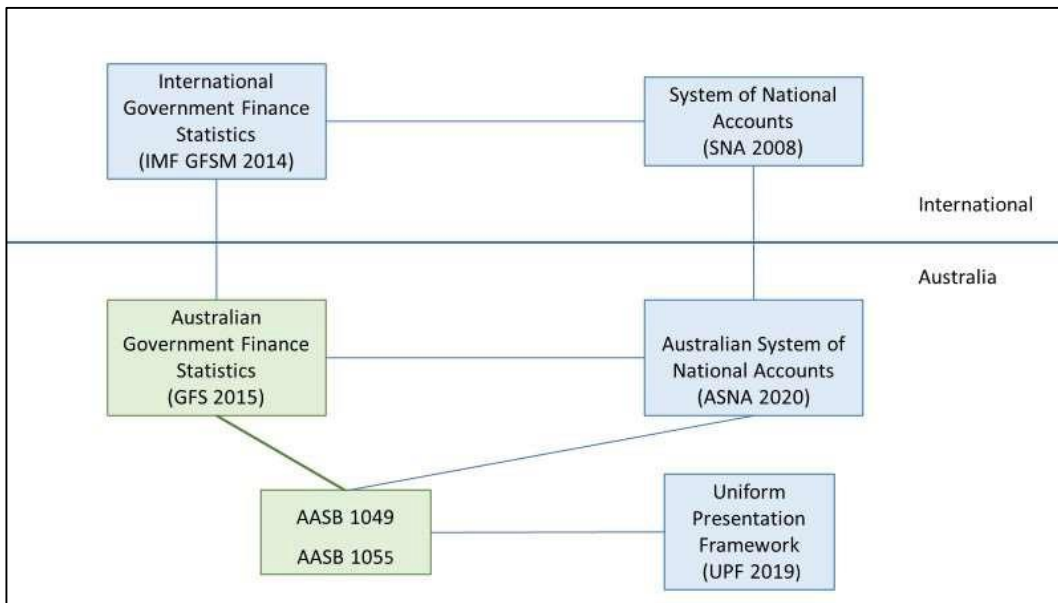 International
Government Finance
Statistics
(IMF GFSM 2014)
System of National
Accounts
(SNA 2008)
International
Australia
Australian
Government Finance
Statistics
(GFS 2015)
Australian System of
National Accounts
(ASNA 2020)
AASB 1049
AASB 1055
Uniform
Presentation
Framework
(UPF 2019)